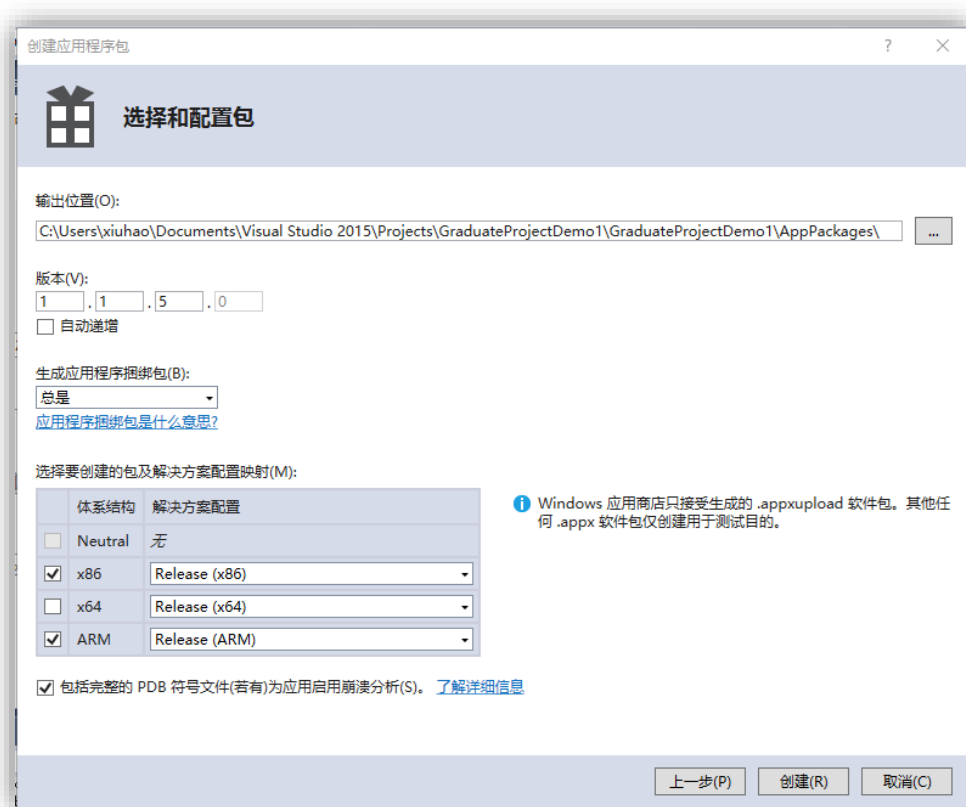 创建应用程序包
?
选择和配置包
输出位置(O):
C:\Users\xiuhao\Documents\Visual Studio 2015\Projects\GraduateProjectDemo1\GraduateProjectDemo1\AppPackages\
...
版本(V):
1 . 1 . 5 . 0
自动递增
生成应用程序捆绑包(B):
总是
应用程序捆绑包是什么意思?
选择要创建的包及解决方案配置映射(M):
体系结构 解决方案配置
Neutral 无
x86 Release (x86)
x64 Release (x64)
ARM Release (ARM)
Windows 应用商店只接受生成的 .appxupload 软件包。其他任
何 .appx 软件包仅创建用于测试目的。
包括完整的 PDB 符号文件(若有)为应用启用崩溃分析(S)。 了解详细信息
上一步(P) 创建(R) 取消(C)